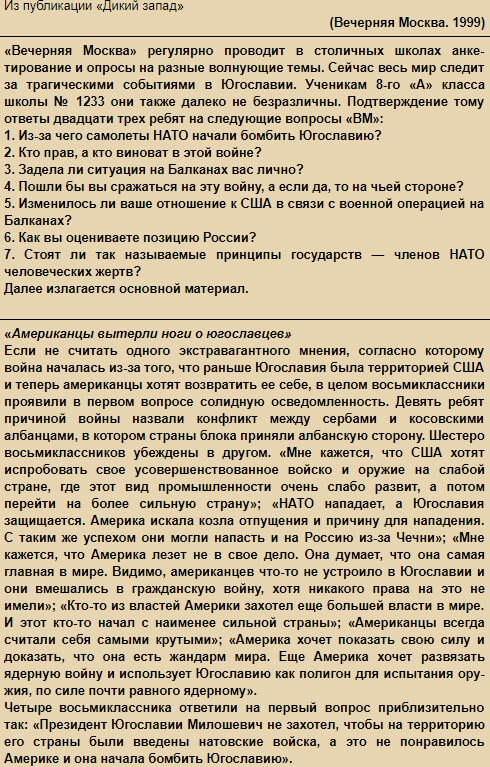 Из публикации «Дикий запад»
(Вечерняя Москва. 1999)
«Вечерняя Москва» регулярно проводит в столичных школах анке-
тирование и опросы на разные волнующие темы. Сейчас весь мир следит
за трагическими событиями в Югославии. Ученикам 8-го «А» класса
школы № 1233 они также далеко не безразличны. Подтверждение тому
ответы двадцати трех ребят на следующие вопросы «ВМ»:
1. Из-за чего самолеты НАТО начали бомбить Югославию?
2. Кто прав, а кто виноват в этой войне?
3. Задела ли ситуация на Балканах вас лично?
4. Пошли бы вы сражаться на эту войну, а если да, то на чьей стороне?
5. Изменилось ли ваше отношение к США в связи с военной операцией на
Балканах?
6. Как вы оцениваете позицию России?
7. Стоят ли так называемые принципы государств — членов НАТО
человеческих жертв?
Далее излагается основной материал.
«Американцы вытерли ноги о югославцев»
Если не считать одного экстравагантного мнения, согласно которому
война началась из-за того, что раньше Югославия была территорией США
и теперь американцы хотят возвратить ее себе, в целом восьмиклассники
проявили в первом вопросе солидную осведомленность. Девять ребят
причиной войны назвали конфликт между сербами и косовскими
албанцами, в котором страны блока приняли албанскую сторону. Шестеро
восьмиклассников убеждены в другом. «Мне кажется, что США хотят
испробовать свое усовершенствованное войско и оружие на слабой
стране, где этот вид промышленности очень слабо развит, а потом
перейти на более сильную страну»; «НАТО нападает, а Югославия
защищается. Америка искала козла отпущения и причину для нападения.
С таким же успехом они могли напасть и на Россию из-за Чечни»; «Мне
кажется, что Америка лезет не в свое дело. Она думает, что она самая
главная в мире. Видимо, американцев что-то не устроило в Югославии и
они вмешались в гражданскую войну, хотя никакого права на это не
имели»; «Кто-то из властей Америки захотел еще большей власти в мире.
И этот кто-то начал с наименее сильной страны»; «Американцы всегда
считали себя самыми крутыми»; «Америка хочет показать свою силу и
доказать, что она есть жандарм мира. Еще Америка хочет развязать
ядерную войну и использует Югославию как полигон для испытания ору-
жия, по силе почти равного ядерному».
Четыре восьмиклассника ответили на первый вопрос приблизительно
так: «Президент Югославии Милошевич не захотел, чтобы на территорию
его страны были введены натовские войска, а это не понравилось
Америке и она начала бомбить Югославию».